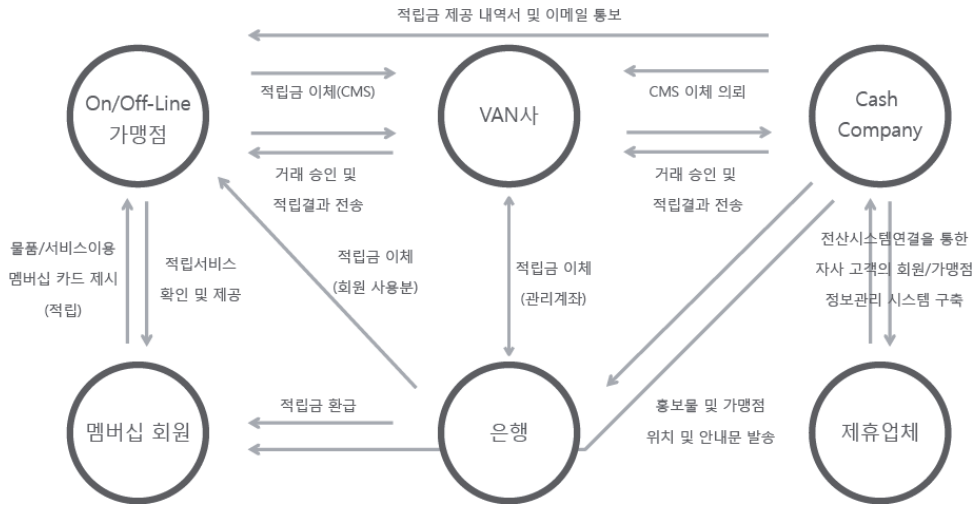 적립금 제공 내역서 및 이메일 통보
On/Off-Line
가맹점
적립금 이체(CMS)
VAN사
CMS 이체 의뢰
Cash
Company
거래 승인 및
적립결과 전송
거래 승인 및
적립결과 전송
물품/서비스이용
멤버십 카드 제시
(적립)
적립서비스
확인 및 제공
적립금 이체
(회원 사용분)
적립금 이체
(관리계좌)
전산시스템연결을 통한
자사 고객의 회원/가맹점
정보관리 시스템 구축
멤버십 회원
적립금 환급
은행
홍보물 및 가맹점
위치 및 안내문 발송
제휴업체